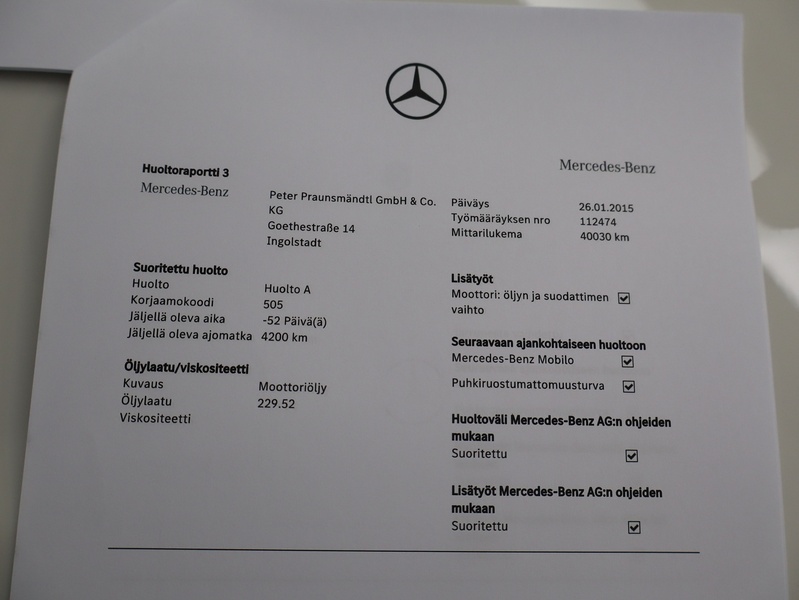 Mercedes-Benz
Huoltoraportti 3
Mercedes-Benz
Peter Praunsmändtl GmbH & Co.
KG
Goethestraße 14
Ingolstadt
Päiväys 26.01.2015
Työmääräyksen nro 112474
Mittarilukema 40030 km
Suoritettu huolto
Huolto Huolto A
Korjaamokoodi 505
Jäljellä oleva aika -52 Päivä(ä)
Jäljellä oleva ajomatka 4200 km
Öljylaatu/viskositeetti
Kuvaus Moottoriöljy
Öljylaatu 229.52
Viskositeetti
Lisätyöt
Moottori: öljyn ja suodattimen
vaihto
Seuraavaan ajankohtaiseen huoltoon
Mercedes-Benz Mobilo
Puhkiruostumattomuusturva
Huoltoväli Mercedes-Benz AG:n ohjeiden
mukaan
Suoritettu
Lisätyöt Mercedes-Benz AG:n ohjeiden
mukaan
Suoritettu